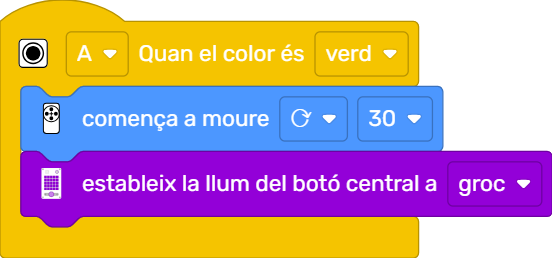 A Quan el color és verd
comença a moure 30
estableix la llum del botó central a groc